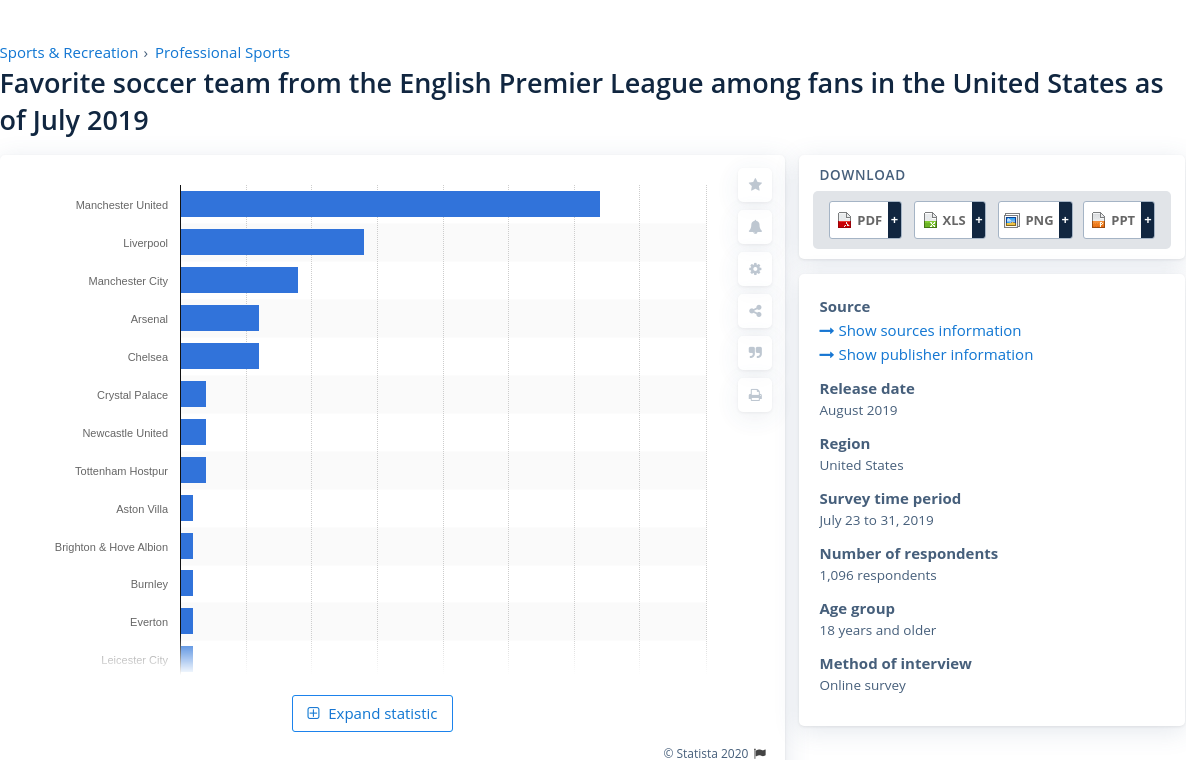 Sports & Recreation › Professional Sports
Favorite soccer team from the English Premier League among fans in the United States as
of July 2019
Manchester United
Liverpool
Manchester City
Arsenal
Chelsea
Crystal Palace
Newcastle United
Tottenham Hostpur
Aston Villa
Brighton & Hove Albion
Burnley
Everton
Leicester City
Expand statistic
© Statista 2020
DOWNLOAD
PDF + XLS + PNG + PPT +
Source
Show sources information
Show publisher information
Release date
August 2019
Region
United States
Survey time period
July 23 to 31, 2019
Number of respondents
1,096 respondents
Age group
18 years and older
Method of interview
Online survey